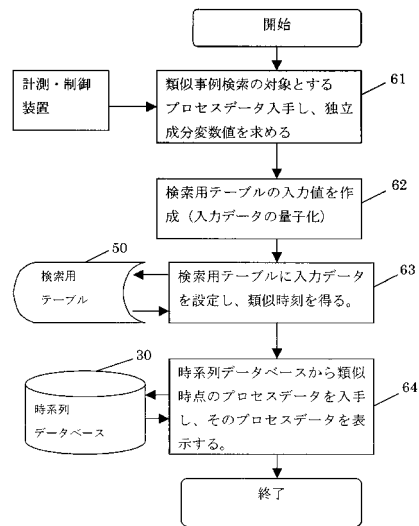 開始
計測・制御
装置
類似事例検索の対象とする
プロセスデータ入手し、独立
成分変数値を求める
61
検索用テーブルの入力値を作
成（入力データの量子化）
62
50
検索用
テーブル
検索用テーブルに入力データ
を設定し、類似時刻を得る。
63
30
時系列
データベース
時系列データベースから類似
時点のプロセスデータを入手
し、そのプロセスデータを表
示する。
64
終了